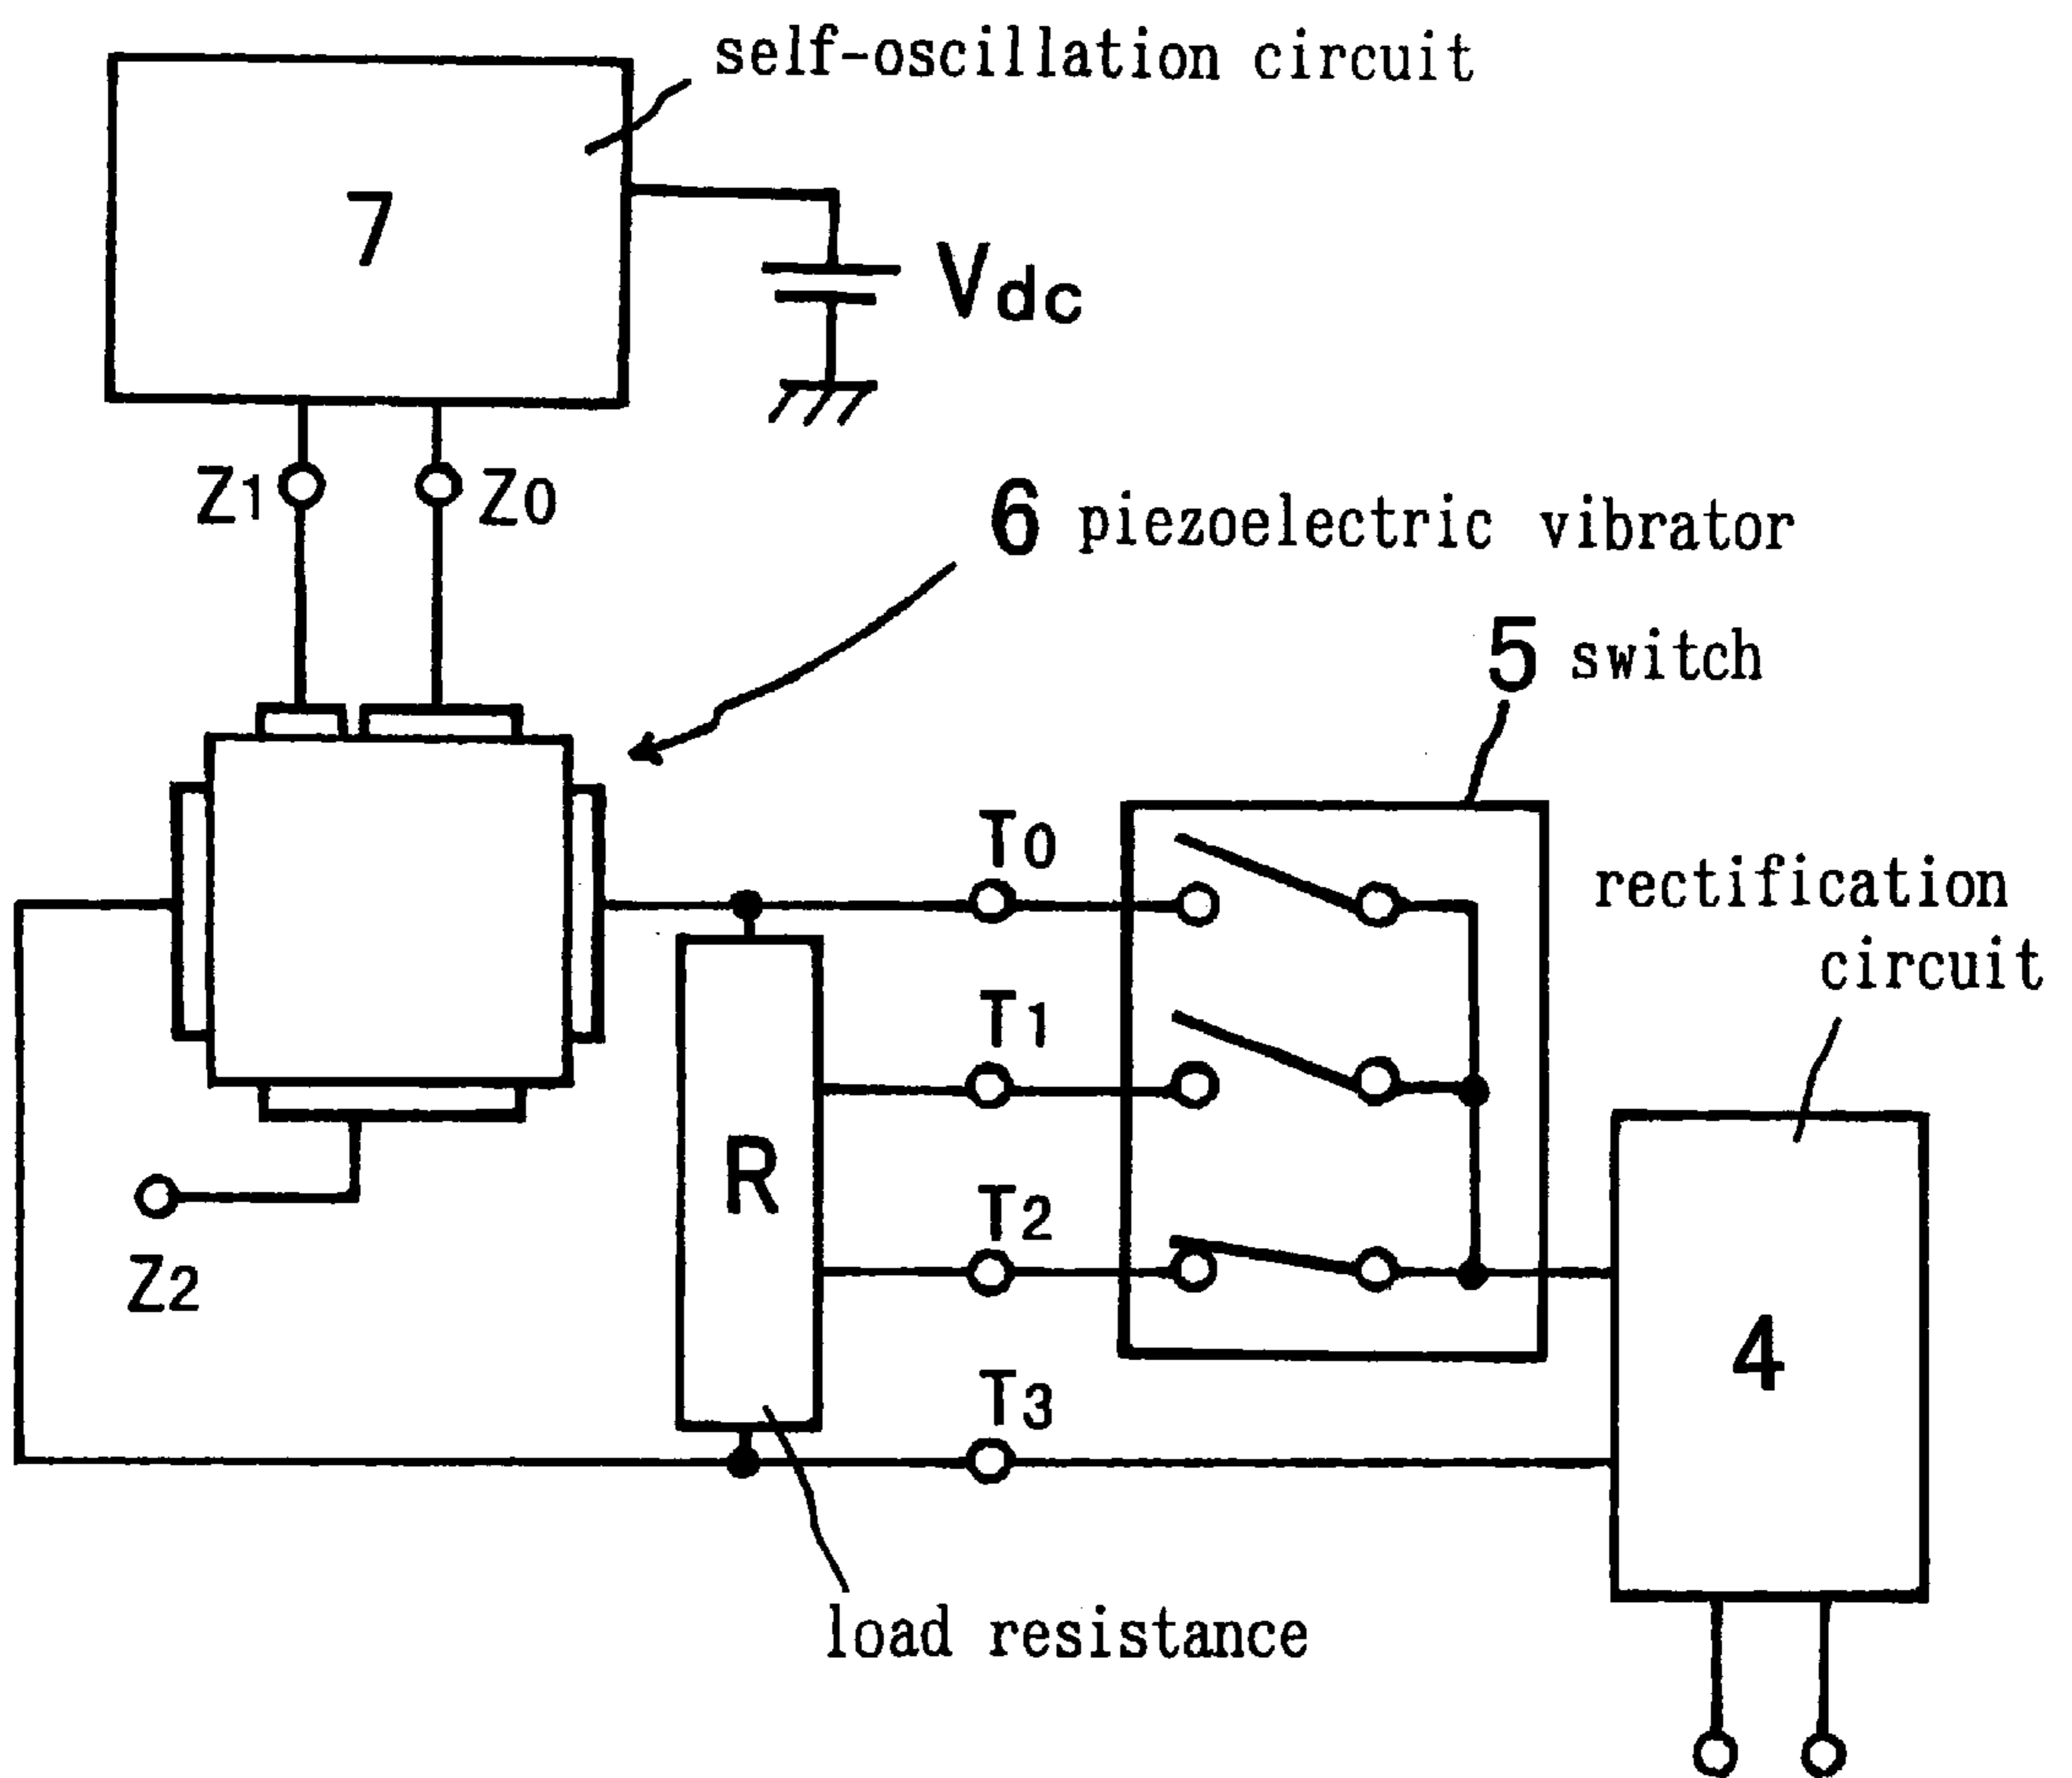 self-oscillation circuit
7
Vdc
Z1
Z0
6 piezoelectric vibrator
5 switch
T0
rectification
circuit
T1
R
T2
Z2
4
T3
load resistance